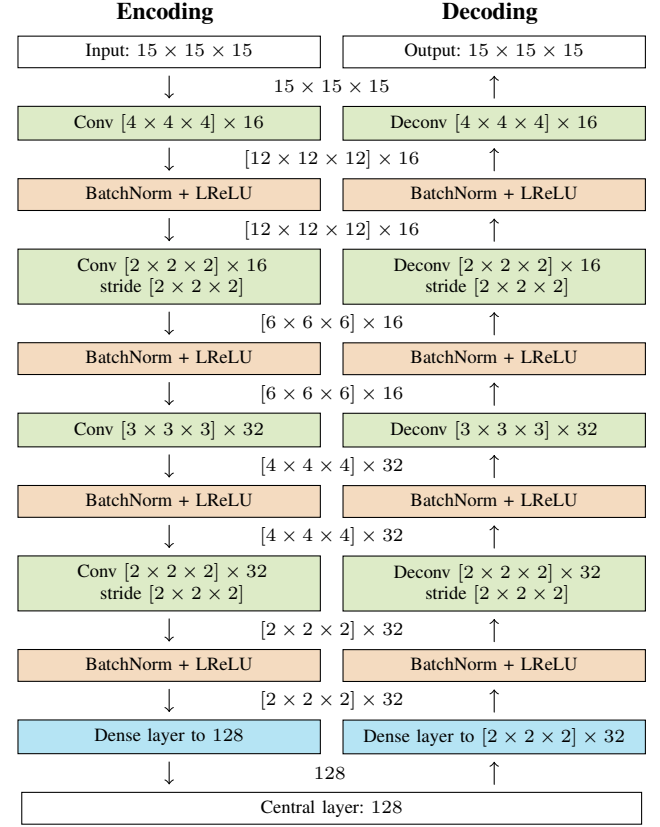 Encoding Decoding
Input: 15 × 15 × 15 Output: 15 × 15 × 15
↓ 15 × 15 × 15 ↑
Conv [4 × 4 × 4] × 16 Deconv [4 × 4 × 4] × 16
↓ [12 × 12 × 12] × 16 ↑
BatchNorm + LReLU BatchNorm + LReLU
↓ [12 × 12 × 12] × 16 ↑
Conv [2 × 2 × 2] × 16 Deconv [2 × 2 × 2] × 16
stride [2 × 2 × 2] stride [2 × 2 × 2]
↓ [6 × 6 × 6] × 16 ↑
BatchNorm + LReLU BatchNorm + LReLU
↓ [6 × 6 × 6] × 16 ↑
Conv [3 × 3 × 3] × 32 Deconv [3 × 3 × 3] × 32
↓ [4 × 4 × 4] × 32 ↑
BatchNorm + LReLU BatchNorm + LReLU
↓ [4 × 4 × 4] × 32 ↑
Conv [2 × 2 × 2] × 32 Deconv [2 × 2 × 2] × 32
stride [2 × 2 × 2] stride [2 × 2 × 2]
↓ [2 × 2 × 2] × 32 ↑
BatchNorm + LReLU BatchNorm + LReLU
↓ [2 × 2 × 2] × 32 ↑
Dense layer to 128 Dense layer to [2 × 2 × 2] × 32
↓ 128 ↑
Central layer: 128